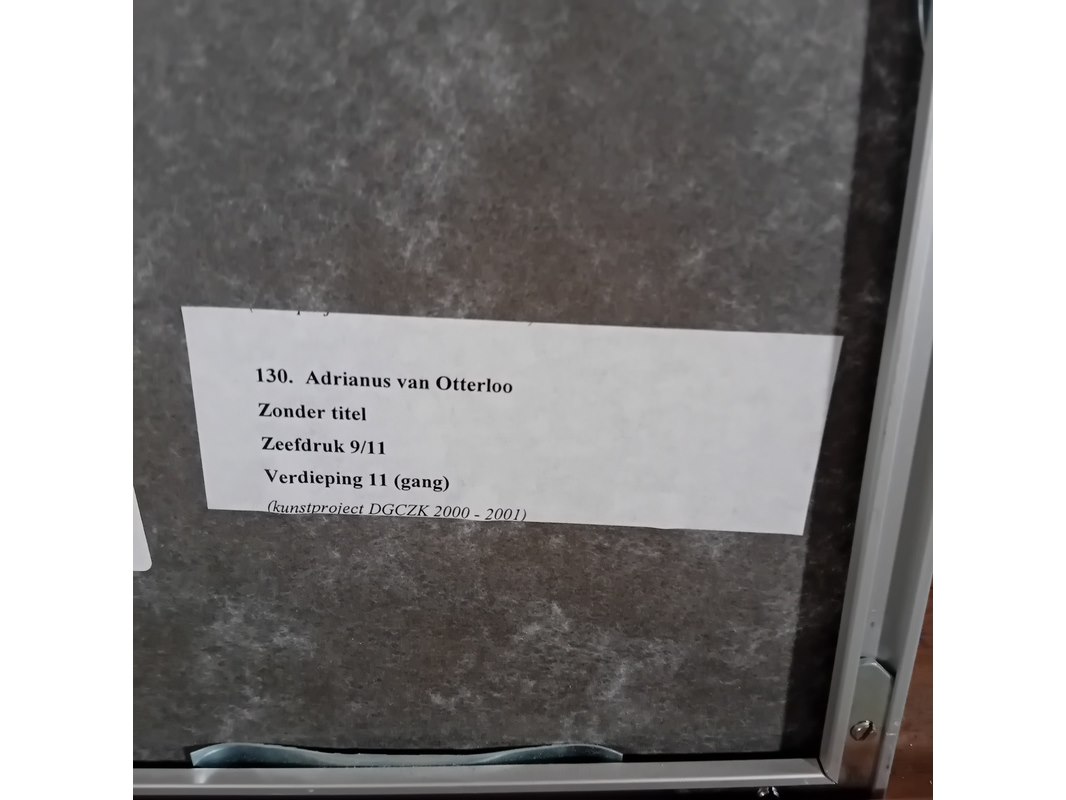 130. Adrianus van Otterloo
Zonder titel
Zeefdruk 9/11
Verdieping 11 (gang)
(kunstproject DGCZK 2000 - 2001)